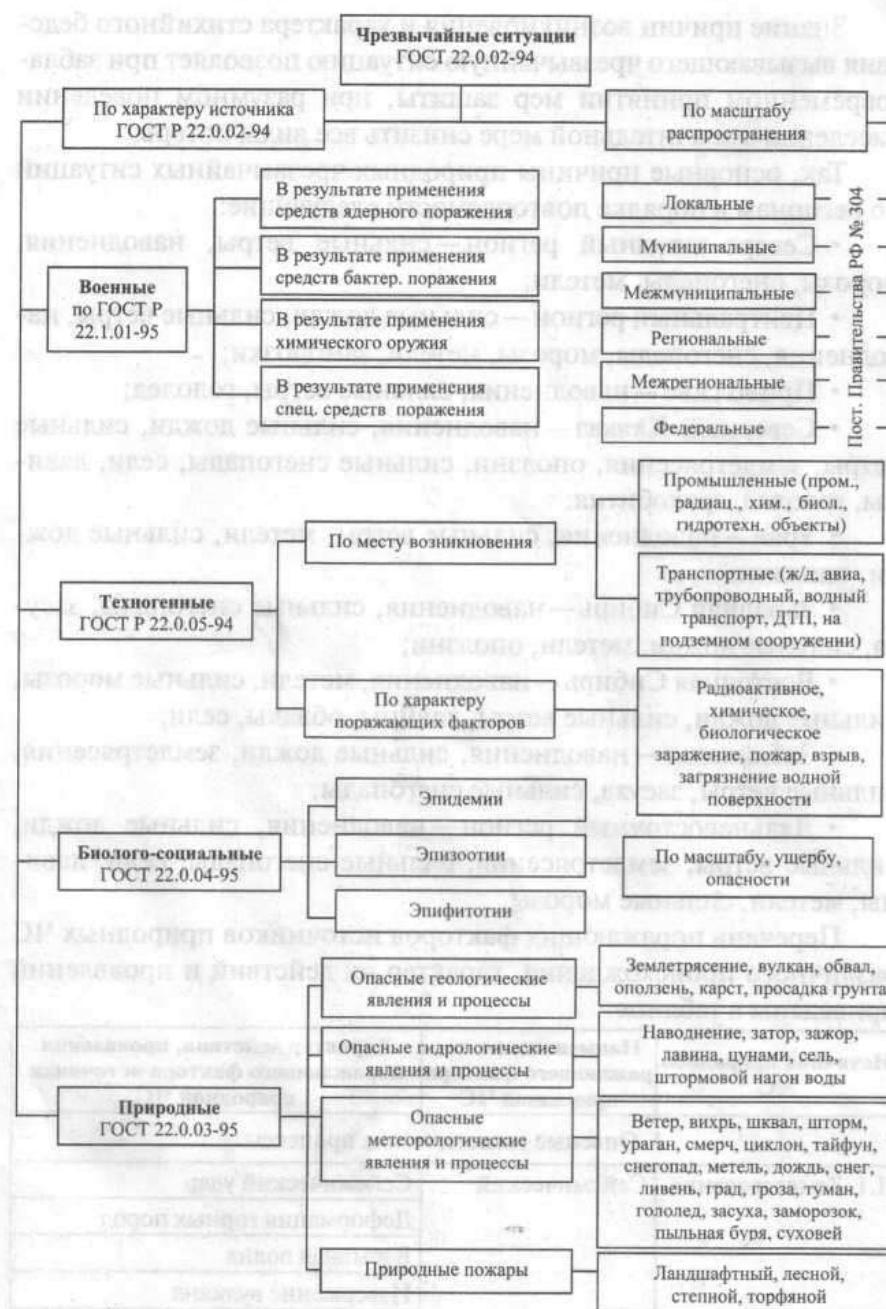 Чрезвычайные ситуации
ГОСТ 22.0.02-94
По характеру источника
ГОСТ Р 22.0.02-94
По масштабу
распространения
В результате применения
средств ядерного поражения
В результате применения
средств бактер. поражения
В результате применения
химического оружия
В результате применения
спец. средств поражения
Военные
по ГОСТ Р
22.1.01-95
Локальные
Муниципальные
Межмуниципальные
Региональные
Межрегиональные
Федеральные
Пост. Правительства РФ № 304
Техногенные
ГОСТ Р 22.0.05-94
По месту возникновения
Промышленные (пром.,
радиац., хим., биол.,
гидротехн. объекты)
Транспортные (ж/д, авиа,
трубопроводный, водный
транспорт, ДТП, на
подземном сооружении)
По характеру
поражающих факторов
Радиоактивное,
химическое,
биологическое
заражение, пожар, взрыв,
загрязнение водной
поверхности
Биолого-социальные
ГОСТ 22.0.04-95
Эпидемии
Эпизоотии
Эпифитотии
По масштабу, ущербу,
опасности
Природные
ГОСТ 22.0.03-95
Опасные геологические
явления и процессы
Землетрясение, вулкан, обвал,
оползень, карст, просадка грунта
Опасные гидрологические
явления и процессы
Наводнение, затор, зажор,
лавина, цунами, сель,
штормовой нагон воды
Опасные
метеорологические
явления и процессы
Ветер, вихрь, шквал, шторм,
ураган, смерч, циклон, тайфун,
снегопад, метель, дождь, снег,
ливень, град, гроза, туман,
гололед, засуха, заморозок,
пыльная буря, суховей
Природные пожары
Ландшафтный, лесной,
степной, торфяной